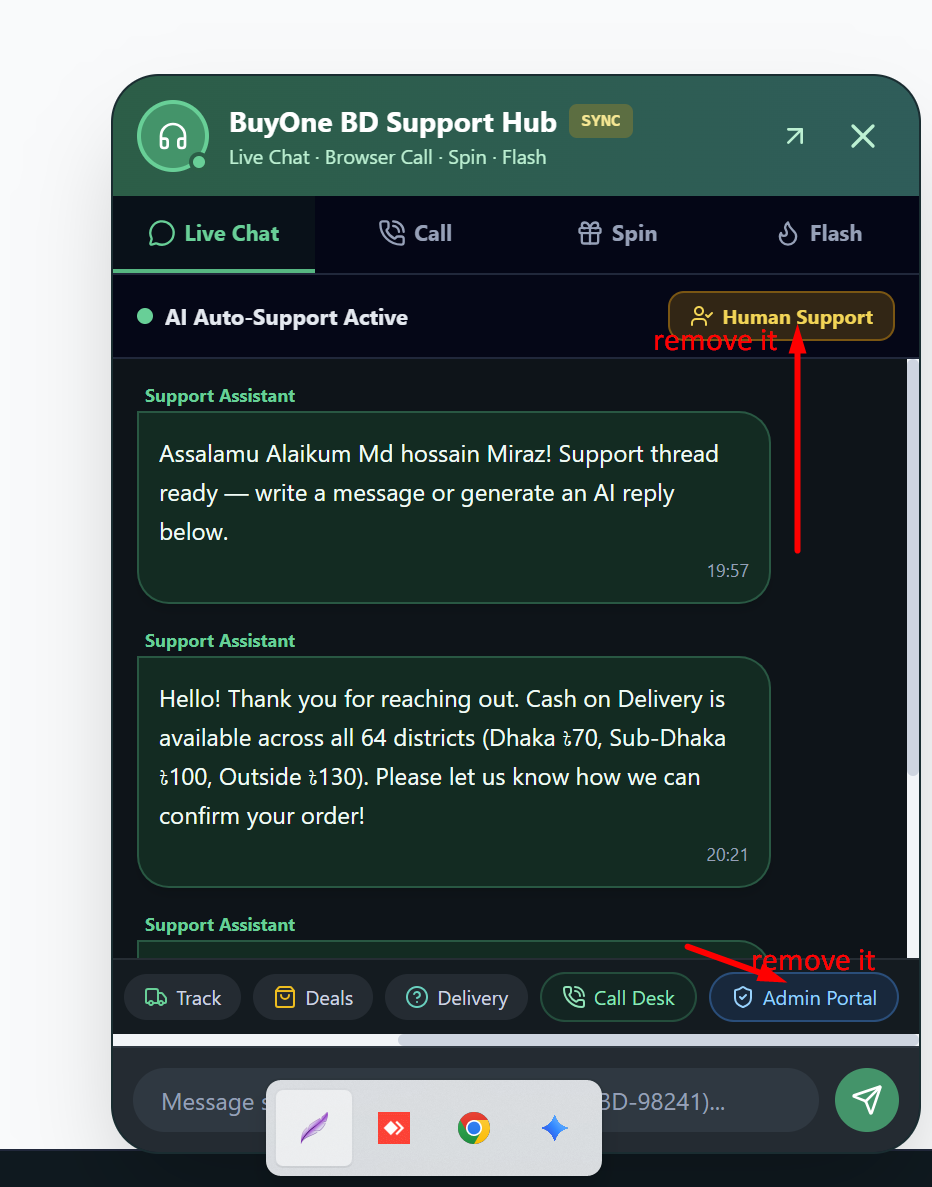 BuyOne BD Support Hub SYNC
Live Chat · Browser Call · Spin · Flash
Live Chat Call Spin Flash
AI Auto-Support Active Human Support
remove it
Support Assistant
Assalamu Alaikum Md hossain Miraz! Support thread
ready — write a message or generate an AI reply
below.
19:57
Support Assistant
Hello! Thank you for reaching out. Cash on Delivery is
available across all 64 districts (Dhaka ৳70, Sub-Dhaka
৳100, Outside ৳130). Please let us know how we can
confirm your order!
20:21
Support Assistant
remove it
Track Deals Delivery Call Desk Admin Portal
Message BD-98241)...